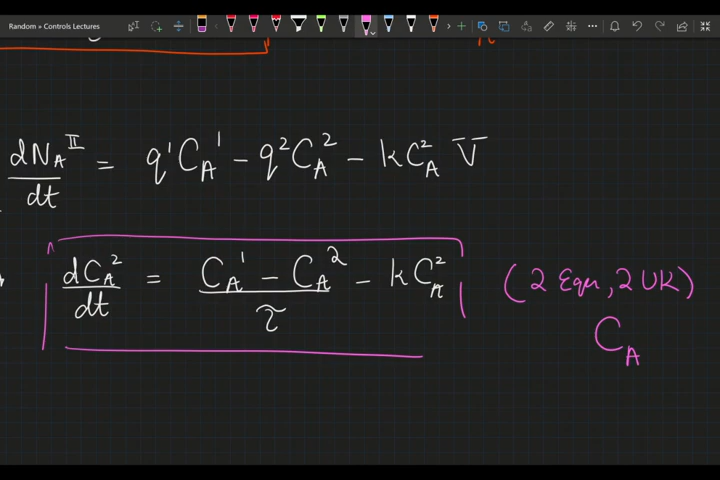 Random » Controls Lectures
dN_A^II/dt = q^1 C_A^1 − q^2 C_A^2 − k C_A^2 V
dC_A^2/dt = (C_A^1 − C_A^2)/τ − k C_A^2
(2 Eqn, 2 UK)
C_A